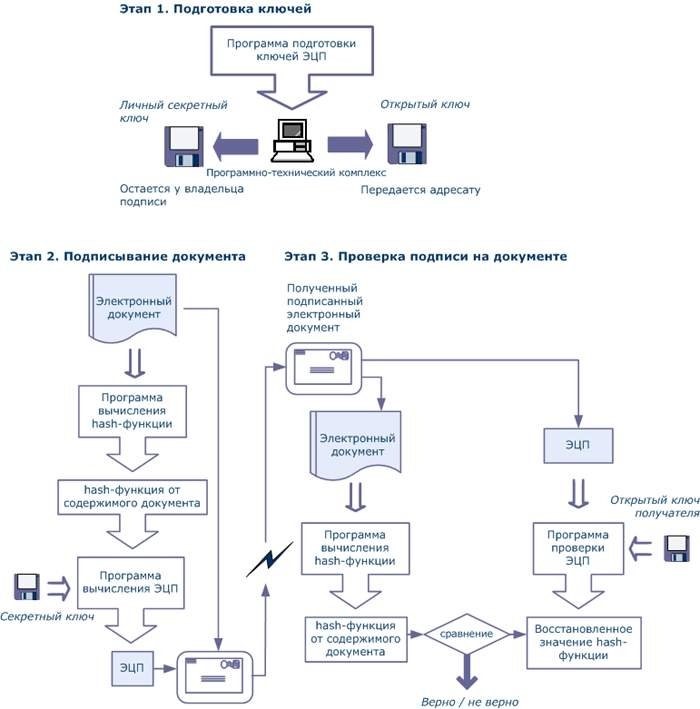 Этап 1. Подготовка ключей
Программа подготовки
ключей ЭЦП
Личный секретный
ключ
Открытый ключ
Программно-технический комплекс
Остается у владельца
подписи
Передается адресату
Этап 2. Подписывание документа
Электронный
документ
Программа
вычисления
hash-функции
hash-функция от
содержимого документа
Программа
вычисления ЭЦП
Секретный ключ
ЭЦП
Этап 3. Проверка подписи на документе
Полученный
подписанный
электронный
документ
Электронный
документ
ЭЦП
Открытый ключ
получателя
Программа
вычисления
hash-функции
Программа
проверки
ЭЦП
hash-функция
от содержимого
документа
сравнение
Восстановленное
значение hash-
функции
Верно / не верно